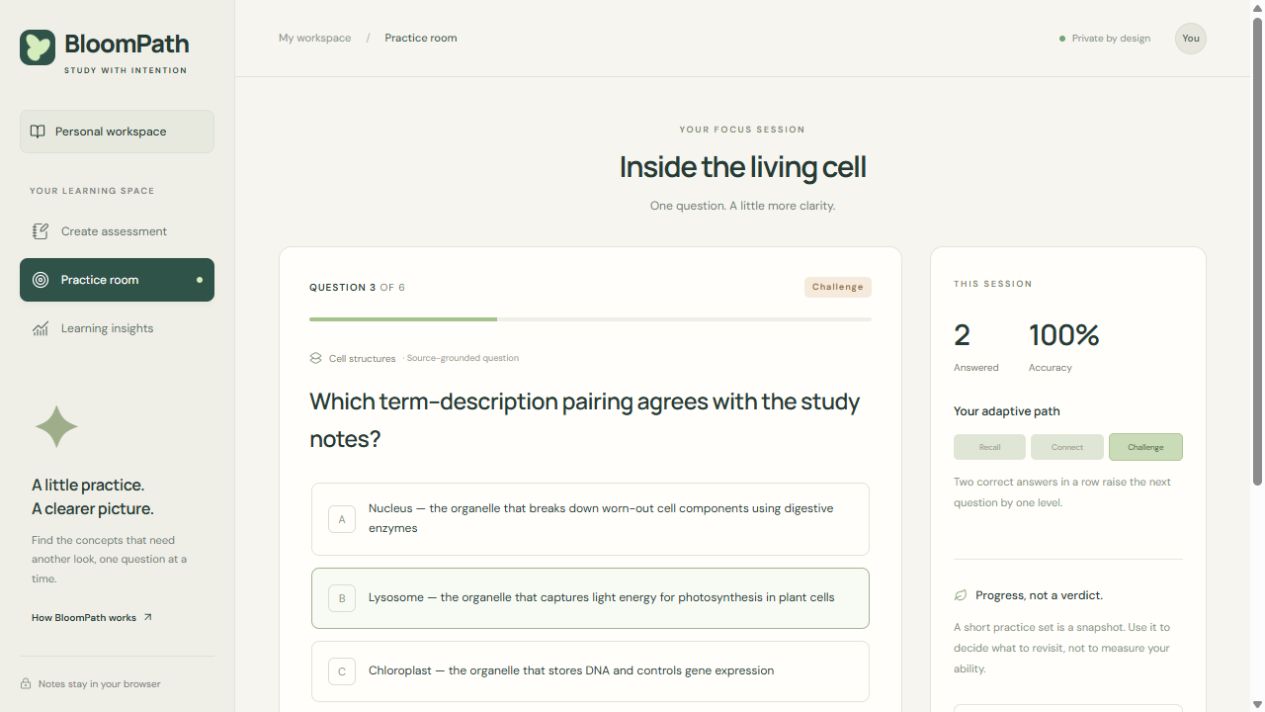 BloomPath
STUDY WITH INTENTION
Personal workspace
YOUR LEARNING SPACE
Create assessment
Practice room
Learning insights
A little practice.
A clearer picture.
Find the concepts that need
another look, one question at a
time.
How BloomPath works
Notes stay in your browser
My workspace / Practice room
Private by design
You
YOUR FOCUS SESSION
Inside the living cell
One question. A little more clarity.
QUESTION 3 OF 6
Challenge
Cell structures · Source-grounded question
Which term–description pairing agrees with the study
notes?
A
Nucleus — the organelle that breaks down worn-out cell components using digestive
enzymes
B
Lysosome — the organelle that captures light energy for photosynthesis in plant cells
C
Chloroplast — the organelle that stores DNA and controls gene expression
THIS SESSION
2
Answered
100%
Accuracy
Your adaptive path
Recall
Connect
Challenge
Two correct answers in a row raise the next
question by one level.
Progress, not a verdict.
A short practice set is a snapshot. Use it to
decide what to revisit, not to measure your
ability.